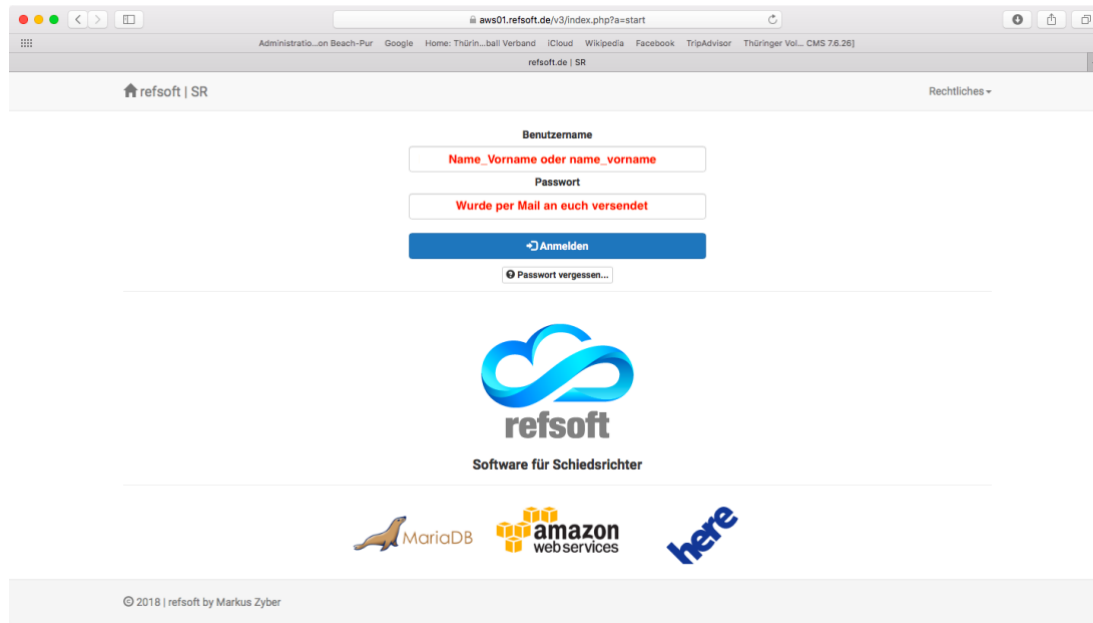 aws01.refsoft.de/v3/index.php?a=start
Administratio...on Beach-Pur Google Home: Thürin...ball Verband iCloud Wikipedia Facebook TripAdvisor Thüringer Vol... CMS 7.6.26]
refsoft.de | SR
refsoft | SR Rechtliches
Benutzername
Name_Vorname oder name_vorname
Passwort
Wurde per Mail an euch versendet
Anmelden
Passwort vergessen...
refsoft
Software für Schiedsrichter
MariaDB amazon here
webservices
© 2018 | refsoft by Markus Zyber